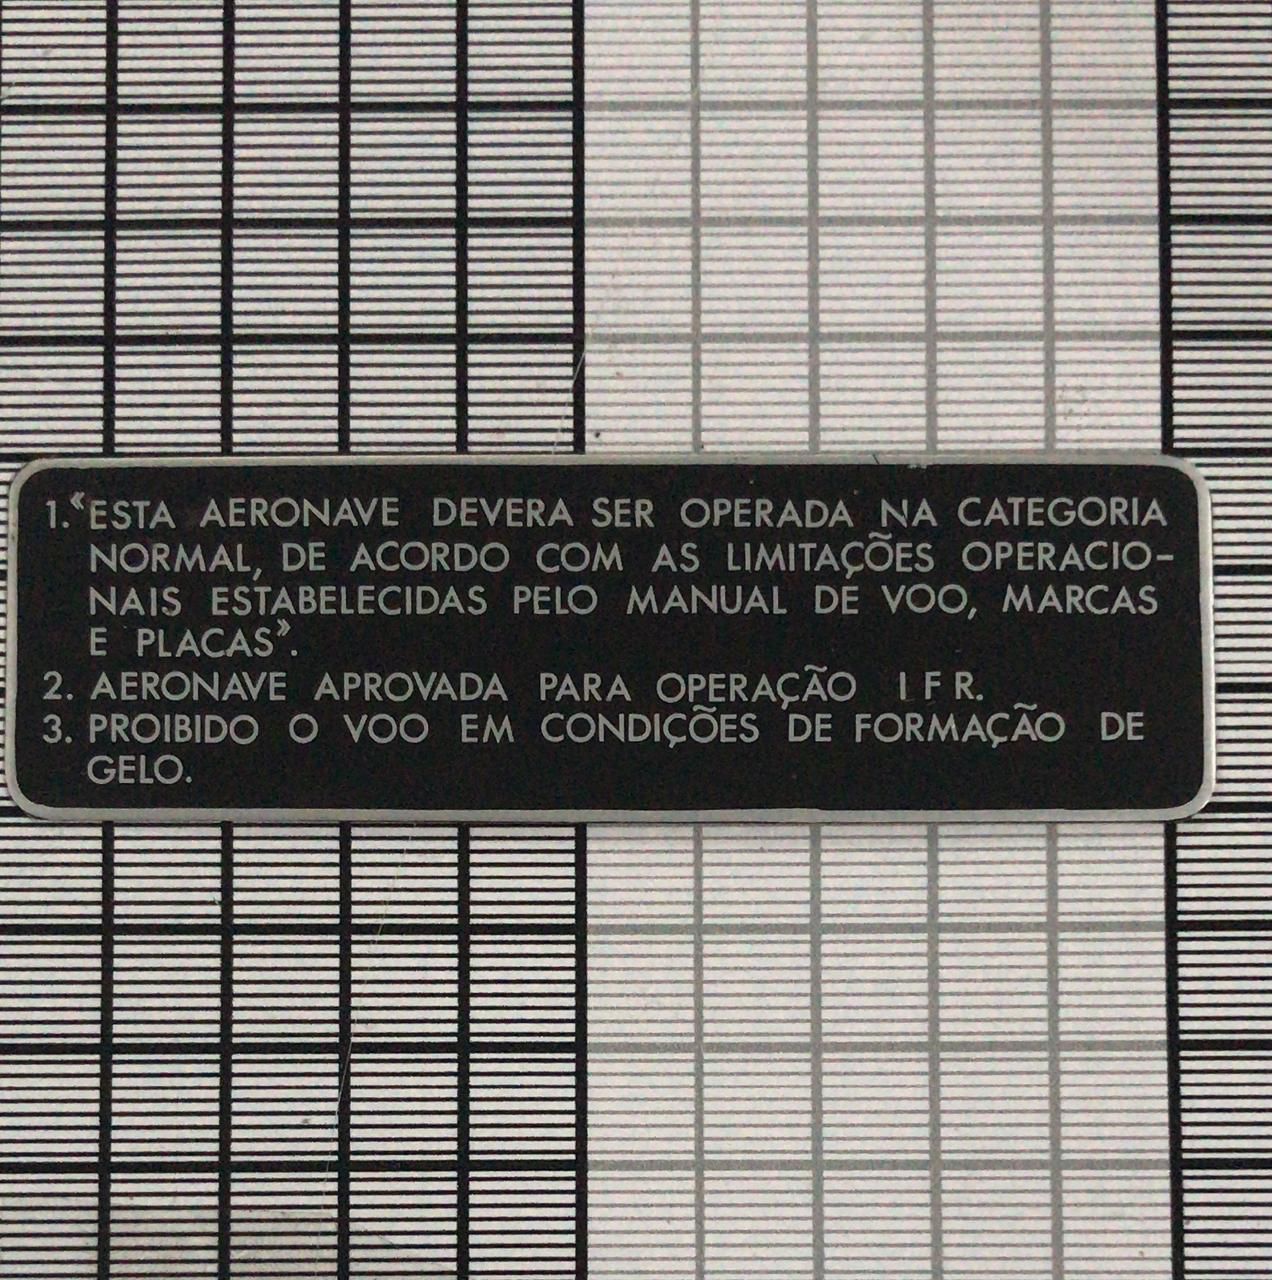 1.《ESTA AERONAVE DEVERA SER OPERADA NA CATEGORIA
NORMAL, DE ACORDO COM AS LIMITAÇÕES OPERACIO-
NAIS ESTABELECIDAS PELO MANUAL DE VOO, MARCAS
E PLACAS》.
2. AERONAVE APROVADA PARA OPERAÇÃO I F R.
3. PROIBIDO O VOO EM CONDIÇÕES DE FORMAÇÃO DE
GELO.